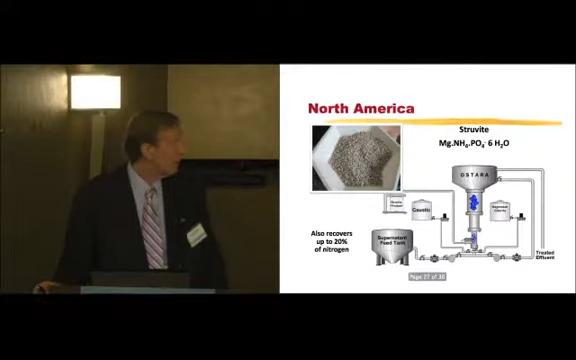 North America
Struvite
Mg.NH₄.PO₄· 6 H₂O
OSTARA
Caustic
Supernatant
Feed Tank
Also recovers
up to 20%
of nitrogen
Treated
Effluent
Page 27 of 36